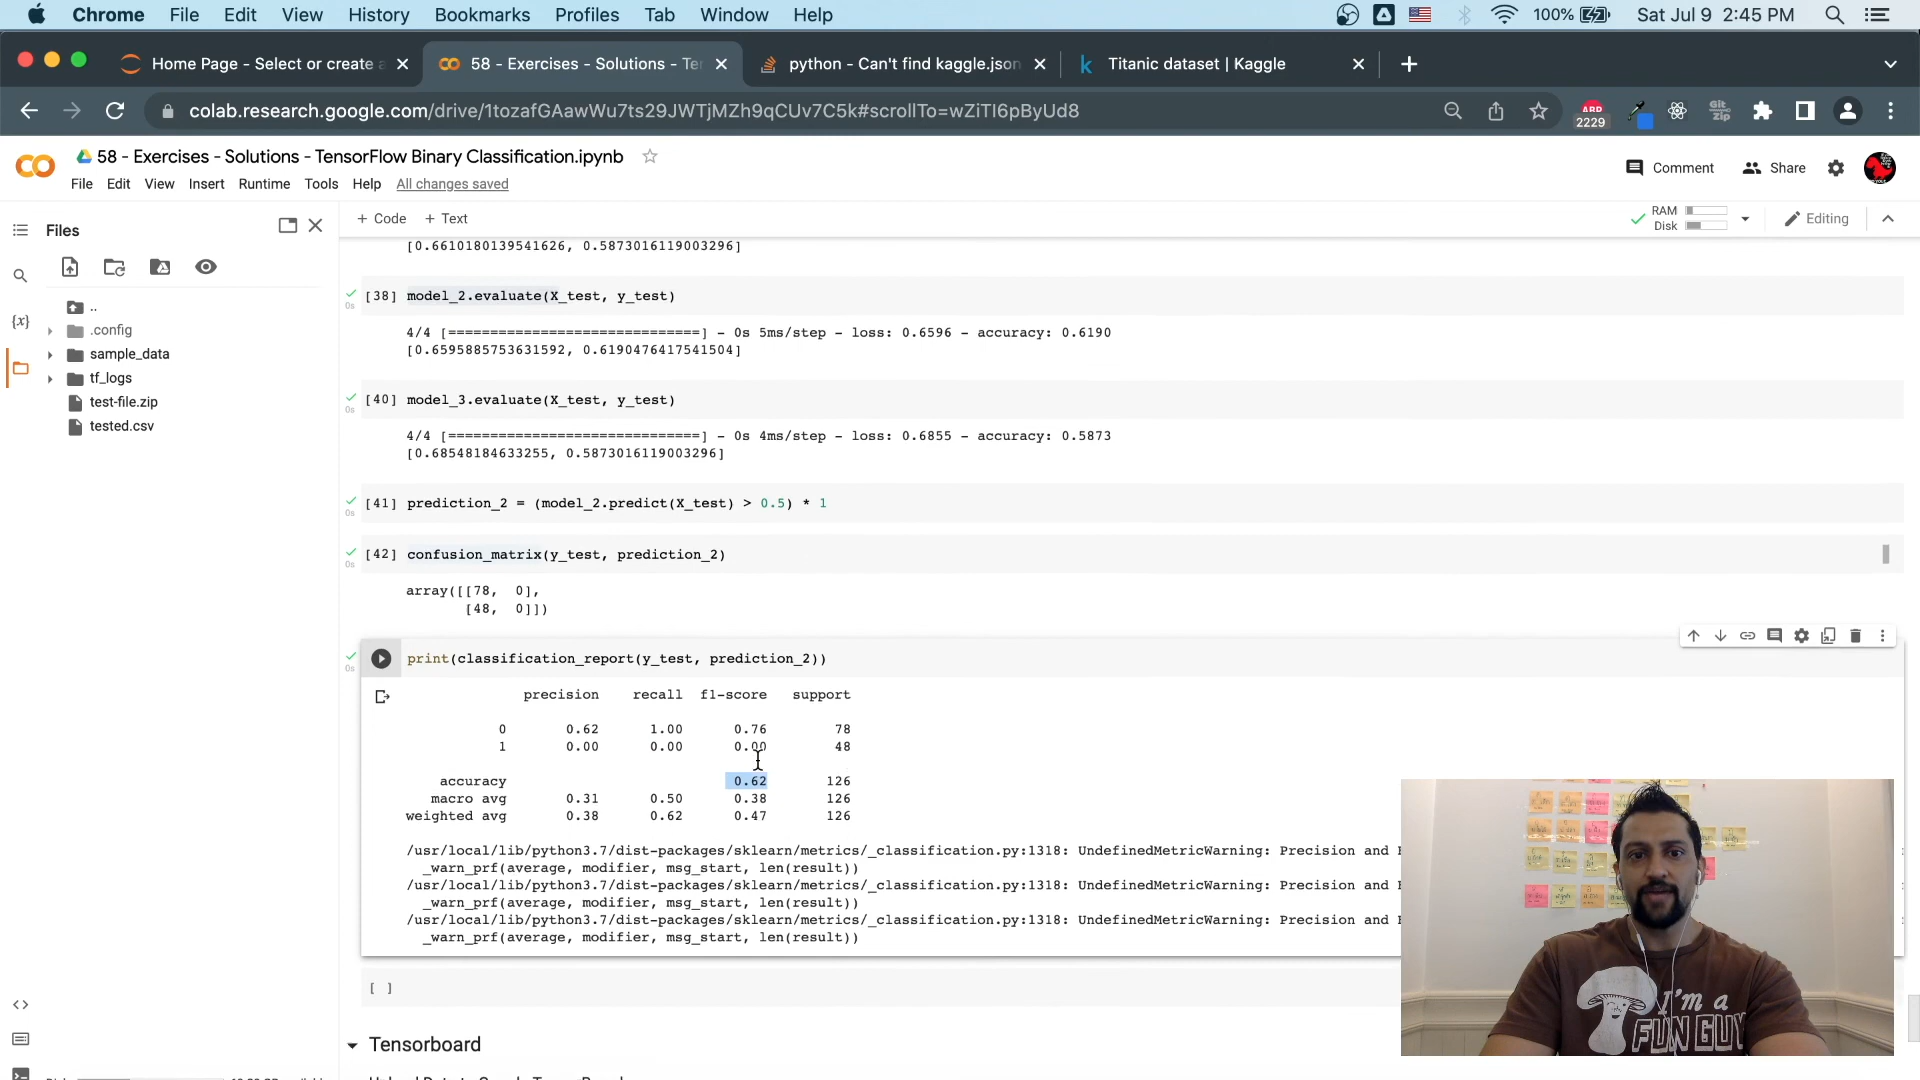 Chrome File Edit View History Bookmarks Profiles Tab Window Help 100% Sat Jul 9 2:45 PM
Home Page - Select or create a 58 - Exercises - Solutions - Ter python - Can't find kaggle.json Titanic dataset | Kaggle
colab.research.google.com/drive/1tozafGAawWu7ts29JWTjMZh9qCUv7C5k#scrollTo=wZiTI6pByUd8
ABP
2229
Git
Zip
58 - Exercises - Solutions - TensorFlow Binary Classification.ipynb
Comment Share
File Edit View Insert Runtime Tools Help All changes saved
+ Code + Text
RAM
Disk
Editing
Files
..
.config
sample_data
tf_logs
test-file.zip
tested.csv
{x}
[0.6610180139541626, 0.5873016119003296]
[38] model_2.evaluate(X_test, y_test)
0s
4/4 [==============================] - 0s 5ms/step - loss: 0.6596 - accuracy: 0.6190
[0.6595885753631592, 0.6190476417541504]
[40] model_3.evaluate(X_test, y_test)
0s
4/4 [==============================] - 0s 4ms/step - loss: 0.6855 - accuracy: 0.5873
[0.68548184633255, 0.5873016119003296]
[41] prediction_2 = (model_2.predict(X_test) > 0.5) * 1
0s
[42] confusion_matrix(y_test, prediction_2)
0s
array([[78, 0],
[48, 0]])
print(classification_report(y_test, prediction_2))
0s
precision recall f1-score support
0 0.62 1.00 0.76 78
1 0.00 0.00 0.00 48
accuracy 0.62 126
macro avg 0.31 0.50 0.38 126
weighted avg 0.38 0.62 0.47 126
/usr/local/lib/python3.7/dist-packages/sklearn/metrics/_classification.py:1318: UndefinedMetricWarning: Precision and
_warn_prf(average, modifier, msg_start, len(result))
/usr/local/lib/python3.7/dist-packages/sklearn/metrics/_classification.py:1318: UndefinedMetricWarning: Precision and
_warn_prf(average, modifier, msg_start, len(result))
/usr/local/lib/python3.7/dist-packages/sklearn/metrics/_classification.py:1318: UndefinedMetricWarning: Precision and
_warn_prf(average, modifier, msg_start, len(result))
[ ]
Tensorboard
I'm a
FUN GUY